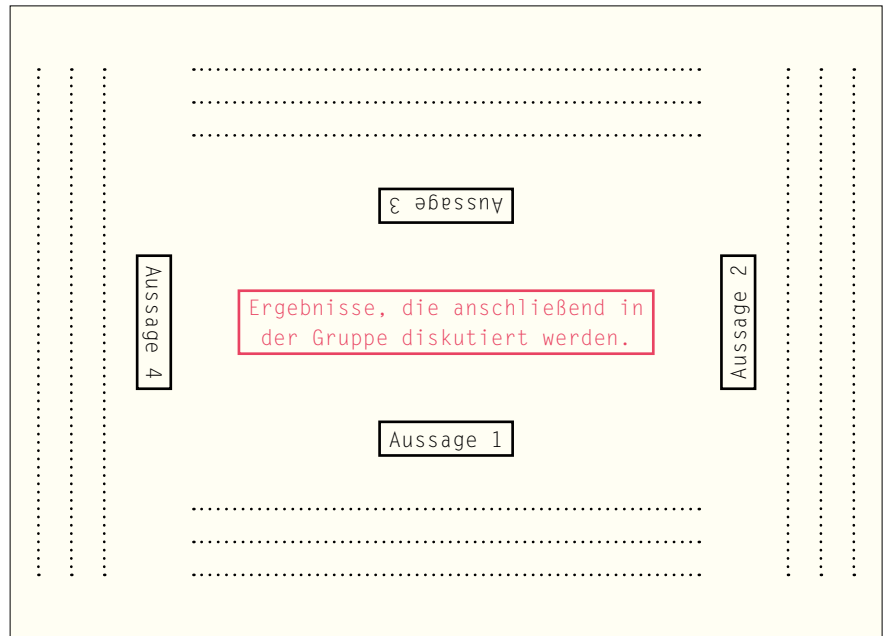 Aussage 3
Aussage 4
Ergebnisse, die anschließend in
der Gruppe diskutiert werden.
Aussage 2
Aussage 1